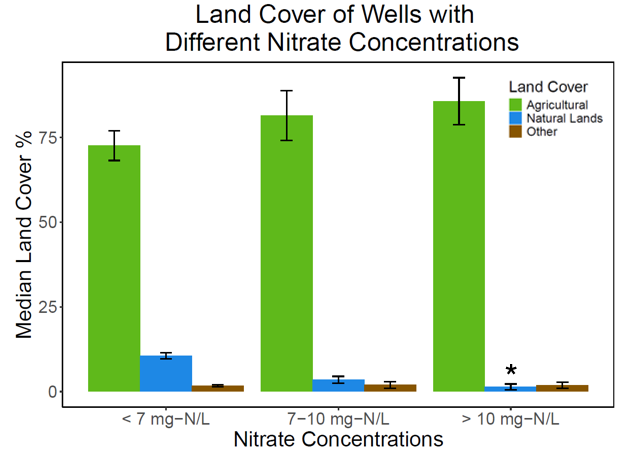 Land Cover of Wells with
Different Nitrate Concentrations
Median Land Cover %
75
50
25
0
Land Cover
Agricultural
Natural Lands
Other
*
< 7 mg−N/L
7−10 mg−N/L
> 10 mg−N/L
Nitrate Concentrations